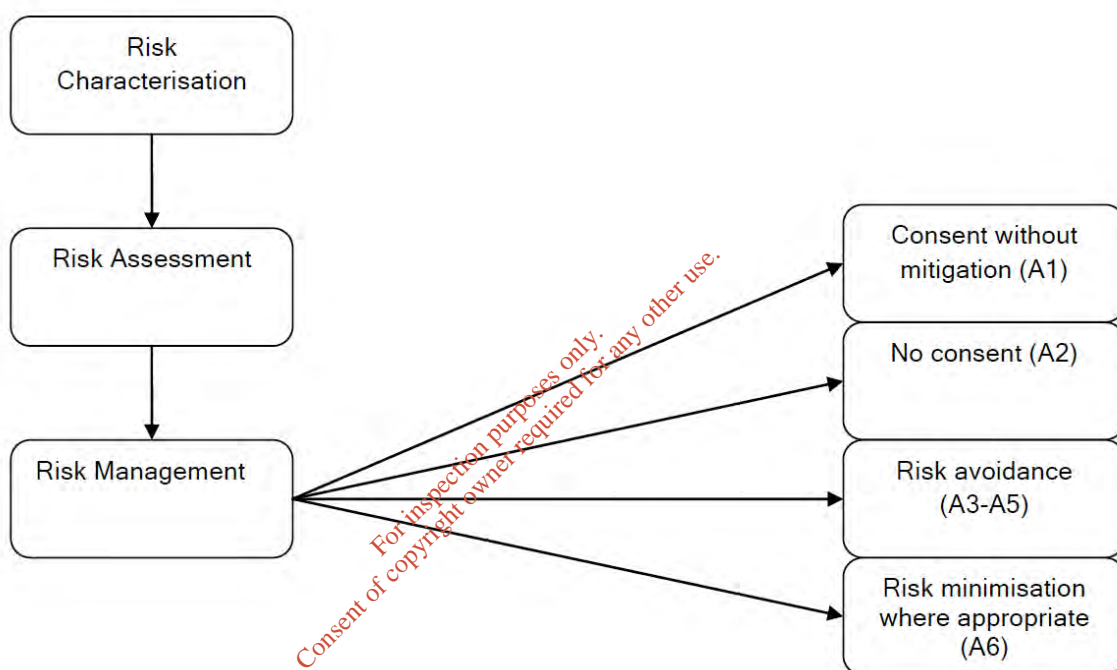 Risk
Characterisation
Risk Assessment
Risk Management
Consent without
mitigation (A1)
No consent (A2)
Risk avoidance
(A3-A5)
Risk minimisation
where appropriate
(A6)
For inspection purposes only.
Consent of copyright owner required for any other use.